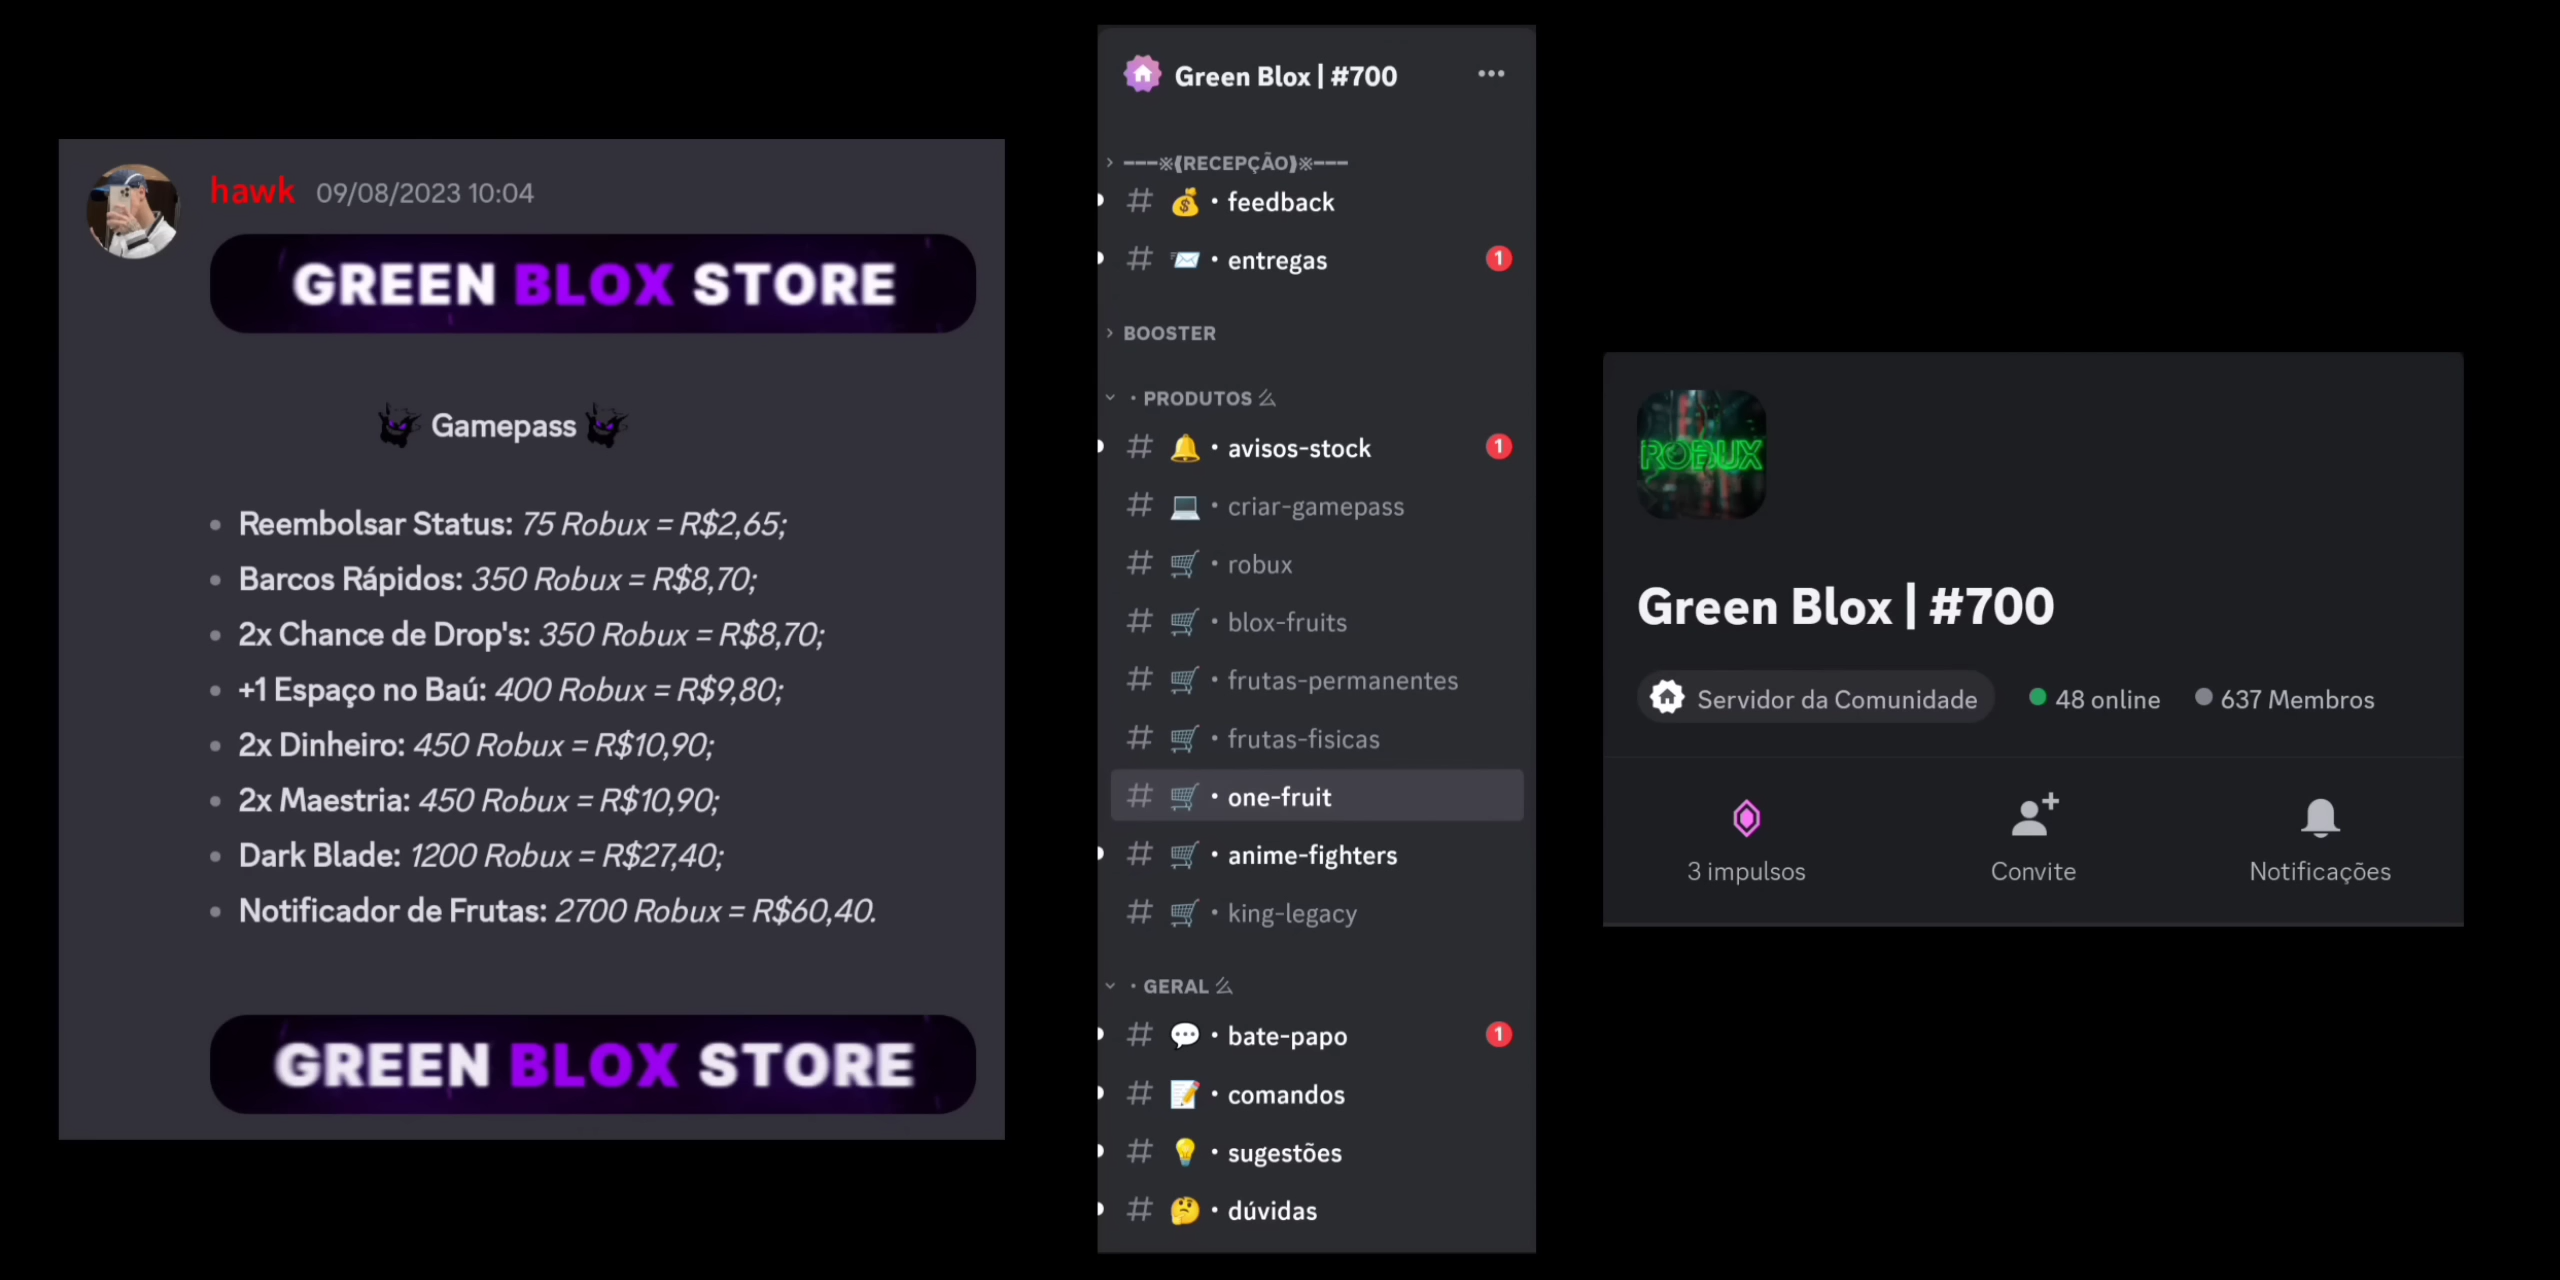 hawk 09/08/2023 10:04
GREEN BLOX STORE
Gamepass
• Reembolsar Status: 75 Robux = R$2,65;
• Barcos Rápidos: 350 Robux = R$8,70;
• 2x Chance de Drop's: 350 Robux = R$8,70;
• +1 Espaço no Baú: 400 Robux = R$9,80;
• 2x Dinheiro: 450 Robux = R$10,90;
• 2x Maestria: 450 Robux = R$10,90;
• Dark Blade: 1200 Robux = R$27,40;
• Notificador de Frutas: 2700 Robux = R$60,40.
GREEN BLOX STORE
Green Blox | #700
---※{RECEPÇÃO}※---
# 💰 • feedback
# 📨 • entregas 1
BOOSTER
• PRODUTOS 么
# 🔔 • avisos-stock 1
# 💻 • criar-gamepass
# 🛒 • robux
# 🛒 • blox-fruits
# 🛒 • frutas-permanentes
# 🛒 • frutas-fisicas
# 🛒 • one-fruit
# 🛒 • anime-fighters
# 🛒 • king-legacy
• GERAL 么
# 💬 • bate-papo 1
# 📝 • comandos
# 💡 • sugestões
# 🤔 • dúvidas
ROBUX
Green Blox | #700
Servidor da Comunidade 48 online 637 Membros
3 impulsos Convite Notificações